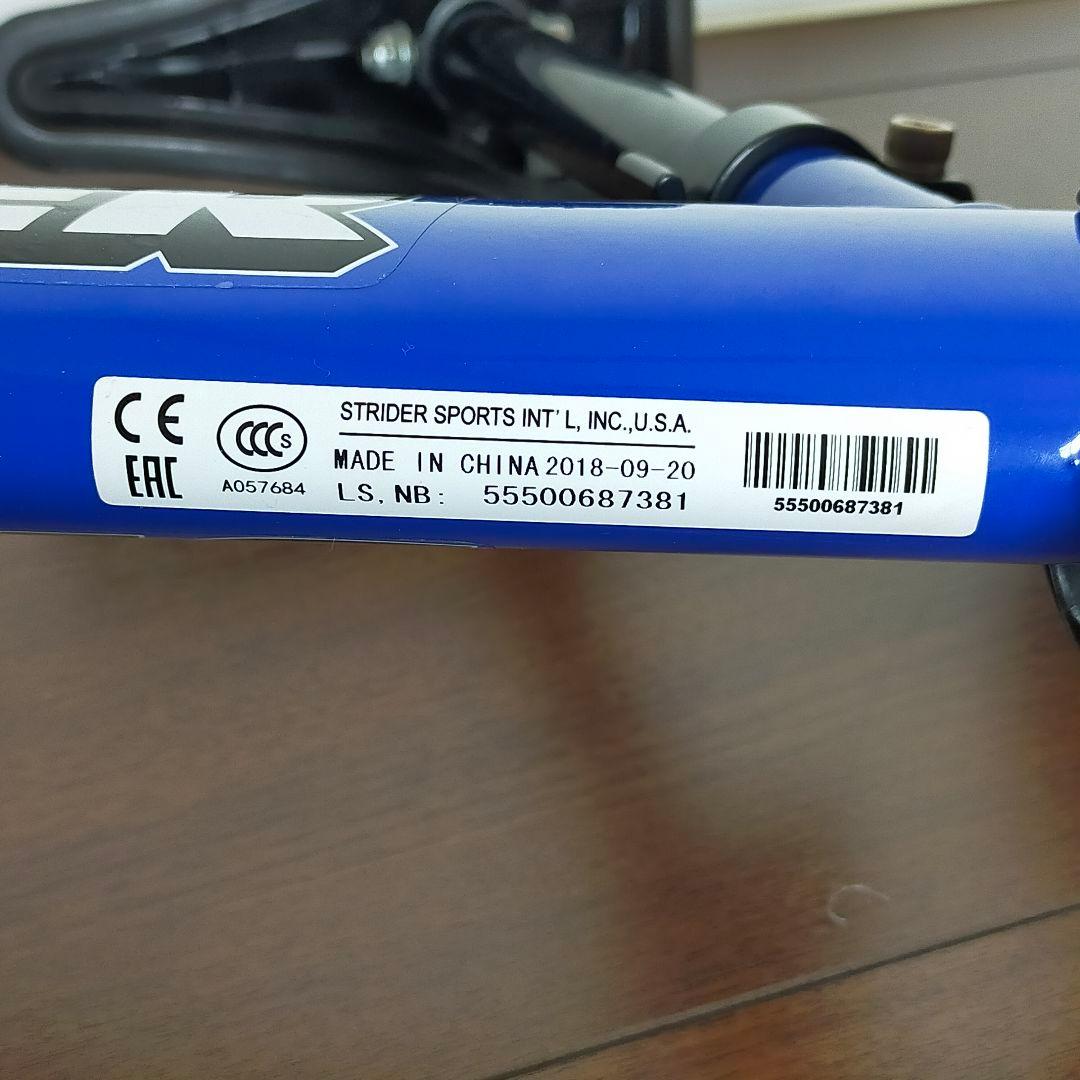 CE
EAC
CCC S
A057684
STRIDER SPORTS INT'L, INC.,U.S.A.
MADE IN CHINA 2018-09-20
LS. NB: 55500687381
55500687381